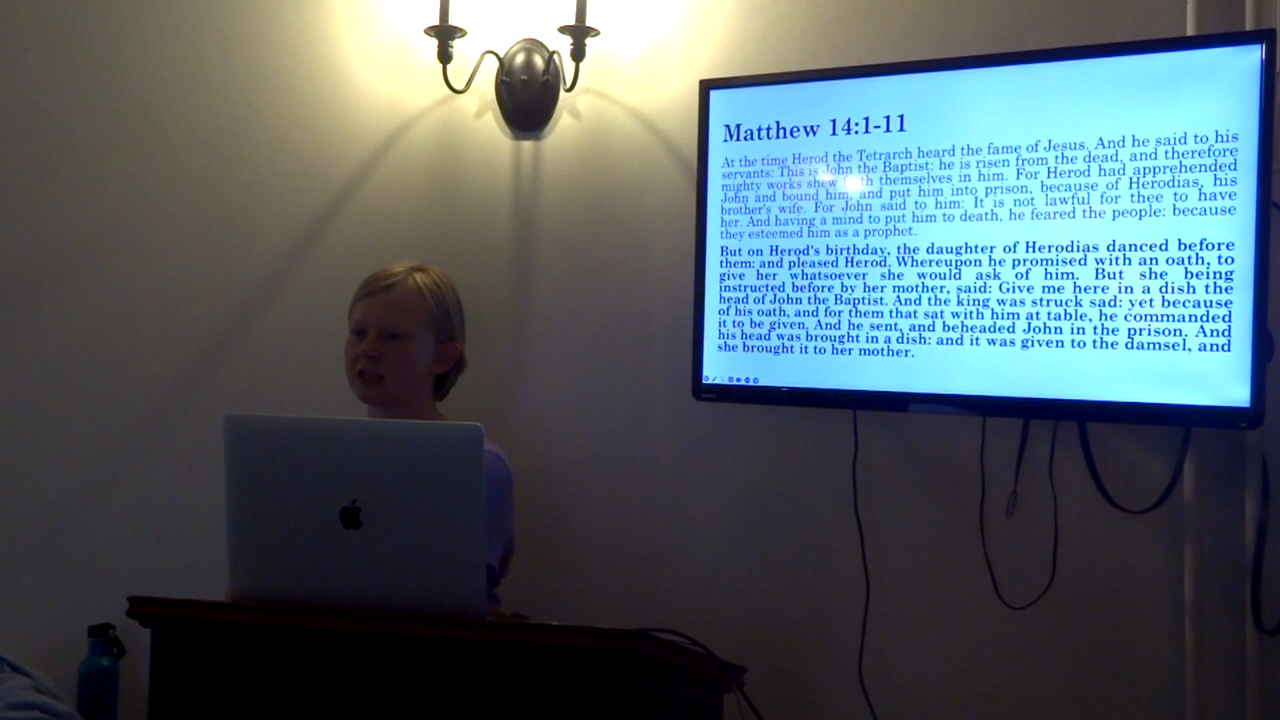 Matthew 14:1-11
At the time Herod the Tetrarch heard the fame of Jesus. And he said to his
servants: This is John the Baptist: he is risen from the dead, and therefore
mighty works shew themselves in him. For Herod had apprehended
John and bound him, and put him into prison, because of Herodias, his
brother's wife. For John said to him: It is not lawful for thee to have
her. And having a mind to put him to death, he feared the people: because
they esteemed him as a prophet.
But on Herod's birthday, the daughter of Herodias danced before
them: and pleased Herod. Whereupon he promised with an oath, to
give her whatsoever she would ask of him. But she being
instructed before by her mother, said: Give me here in a dish the
head of John the Baptist. And the king was struck sad: yet because
of his oath, and for them that sat with him at table, he commanded
it to be given. And he sent, and beheaded John in the prison. And
his head was brought in a dish: and it was given to the damsel, and
she brought it to her mother.